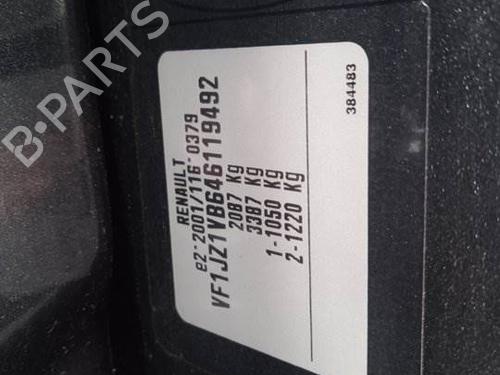 RENAULT
e2-2001/116-0379
VF1JZ1VB646119492
2087 Kg
3387 Kg
1-1050 Kg
2-1220 Kg
384483
B-PARTS